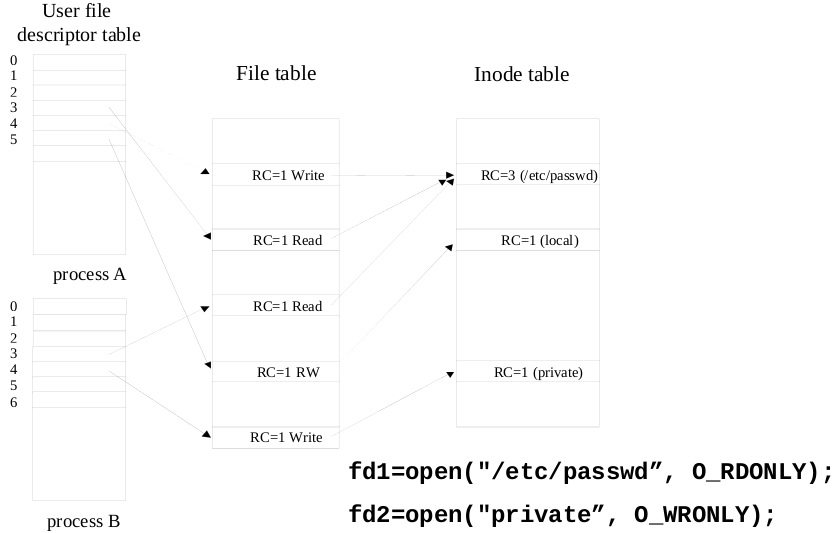 User file
descriptor table
File table
Inode table
0
1
2
3
4
5
process A
0
1
2
3
4
5
6
process B
RC=1 Write
RC=1 Read
RC=1 Read
RC=1 RW
RC=1 Write
RC=3 (/etc/passwd)
RC=1 (local)
RC=1 (private)
fd1=open("/etc/passwd”, O_RDONLY);
fd2=open("private”, O_WRONLY);